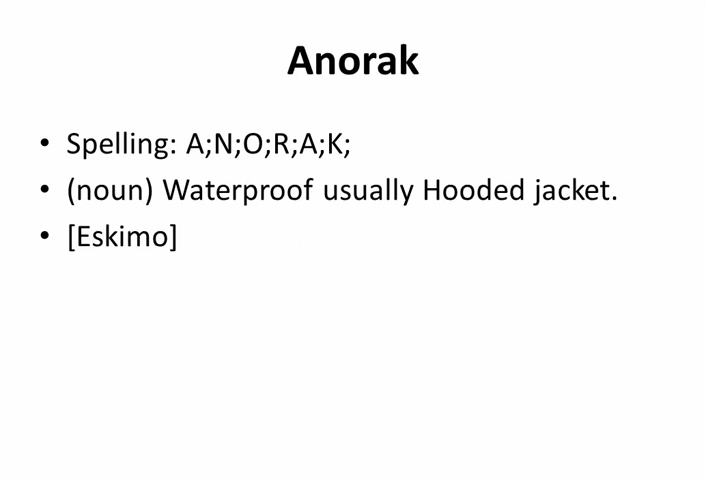 Anorak
• Spelling: A;N;O;R;A;K;
• (noun) Waterproof usually Hooded jacket.
• [Eskimo]